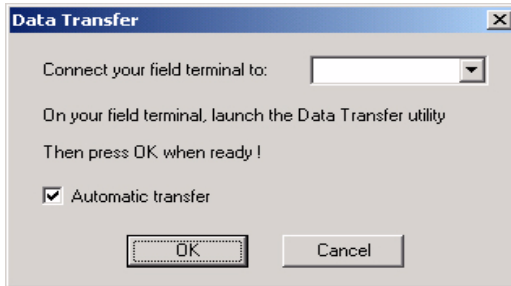 Data Transfer
Connect your field terminal to:
On your field terminal, launch the Data Transfer utility
Then press OK when ready !
Automatic transfer
OK Cancel